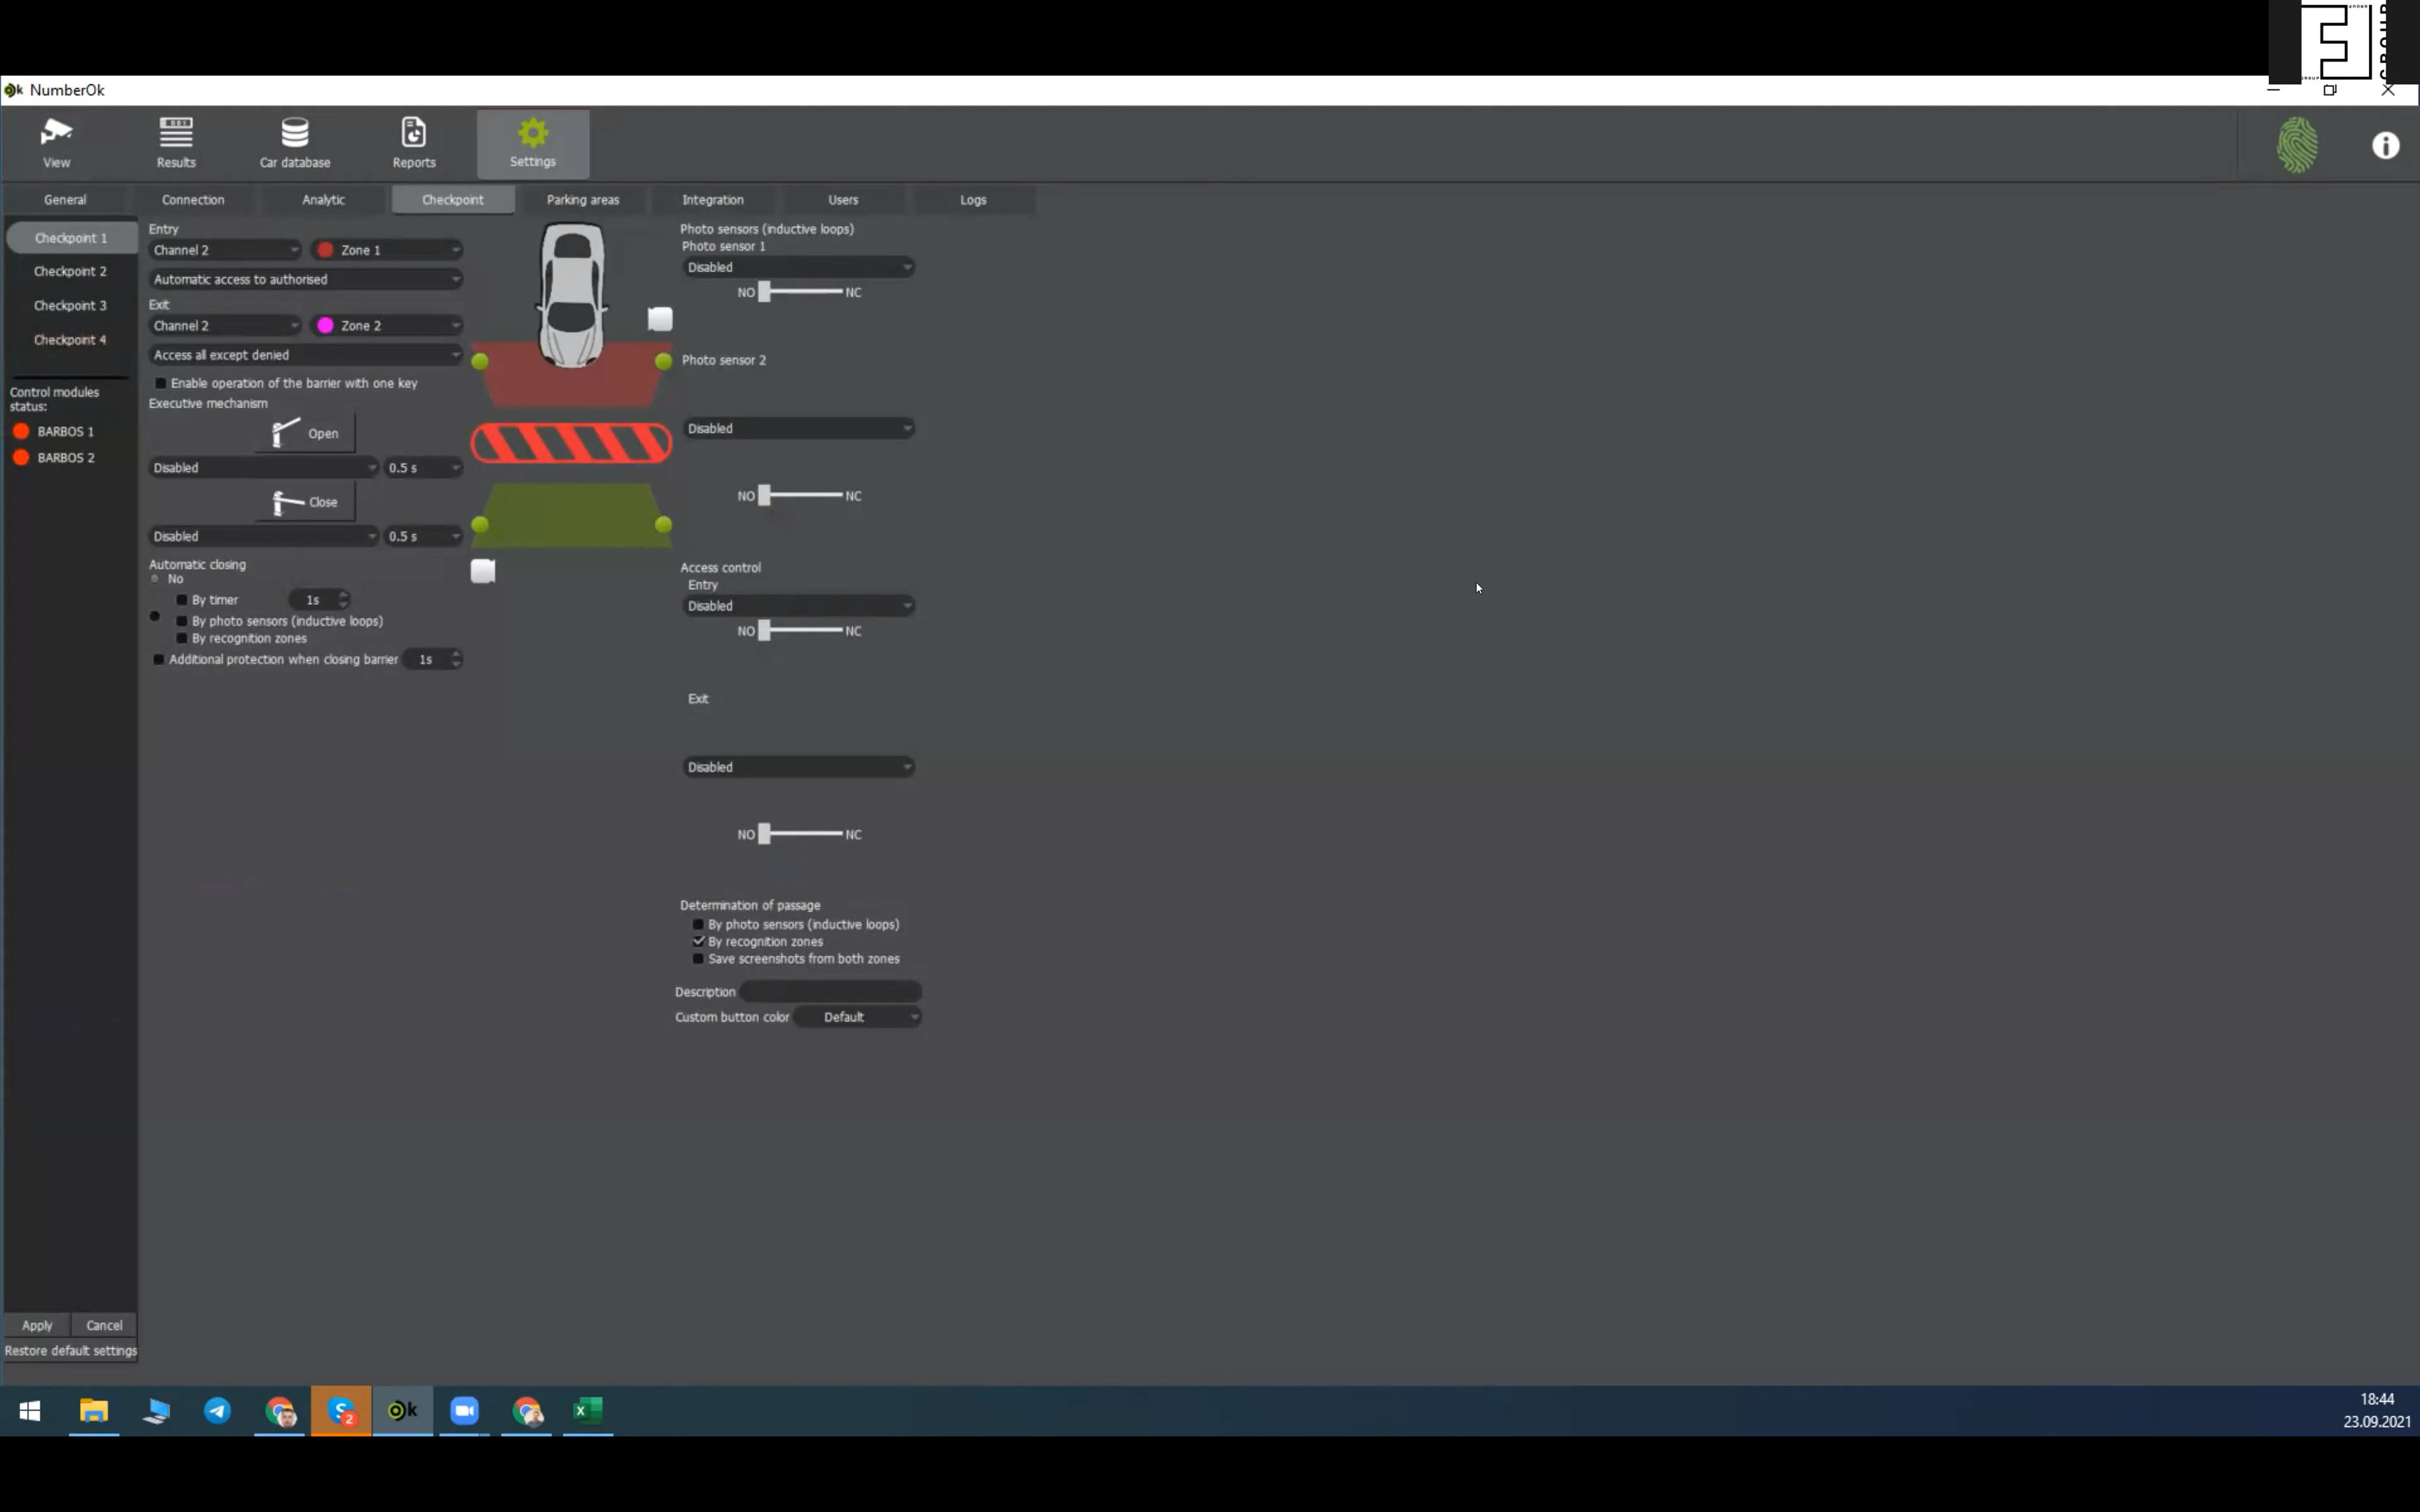 NumberOk
View
Results
Car database
Reports
Settings
General
Connection
Analytic
Checkpoint
Parking areas
Integration
Users
Logs
Checkpoint 1
Checkpoint 2
Checkpoint 3
Checkpoint 4
Control modules
status:
BARBOS 1
BARBOS 2
Entry
Channel 2
Zone 1
Automatic access to authorised
Exit
Channel 2
Zone 2
Access all except denied
Enable operation of the barrier with one key
Executive mechanism
Open
Disabled
0.5 s
Close
Disabled
0.5 s
Automatic closing
No
By timer
1s
By photo sensors (inductive loops)
By recognition zones
Additional protection when closing barrier
1s
Photo sensors (inductive loops)
Photo sensor 1
Disabled
NO
NC
Photo sensor 2
Disabled
NO
NC
Access control
Entry
Disabled
NO
NC
Exit
Disabled
NO
NC
Determination of passage
By photo sensors (inductive loops)
By recognition zones
Save screenshots from both zones
Description
Custom button color
Default
Apply
Cancel
Restore default settings
18:44
23.09.2021